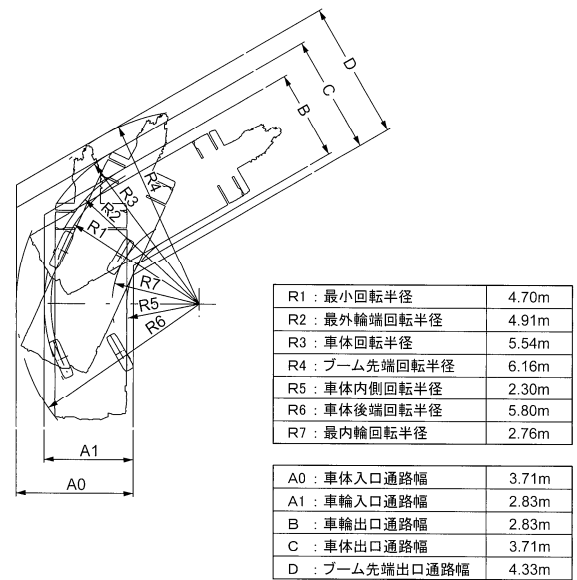 D
C
B
R3
R4
R2
R1
R7
R5
R6
A1
A0
R1 : 最小回転半径 4.70m
R2 : 最外輪端回転半径 4.91m
R3 : 車体回転半径 5.54m
R4 : ブーム先端回転半径 6.16m
R5 : 車体内側回転半径 2.30m
R6 : 車体後端回転半径 5.80m
R7 : 最内輪回転半径 2.76m
A0 : 車体入口通路幅 3.71m
A1 : 車輪入口通路幅 2.83m
B : 車輪出口通路幅 2.83m
C : 車体出口通路幅 3.71m
D : ブーム先端出口通路幅 4.33m